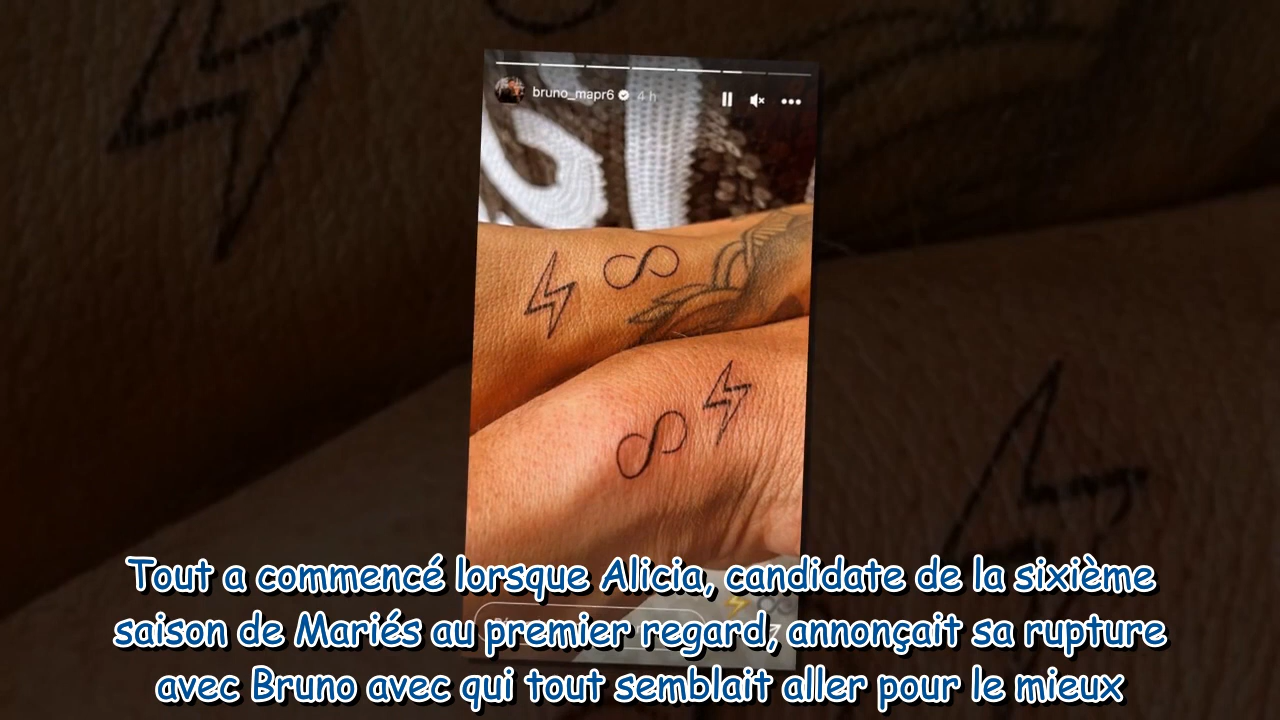 bruno_mapr6 4 h
Tout a commencé lorsque Alicia, candidate de la sixième
saison de Mariés au premier regard, annonçait sa rupture
avec Bruno avec qui tout semblait aller pour le mieux